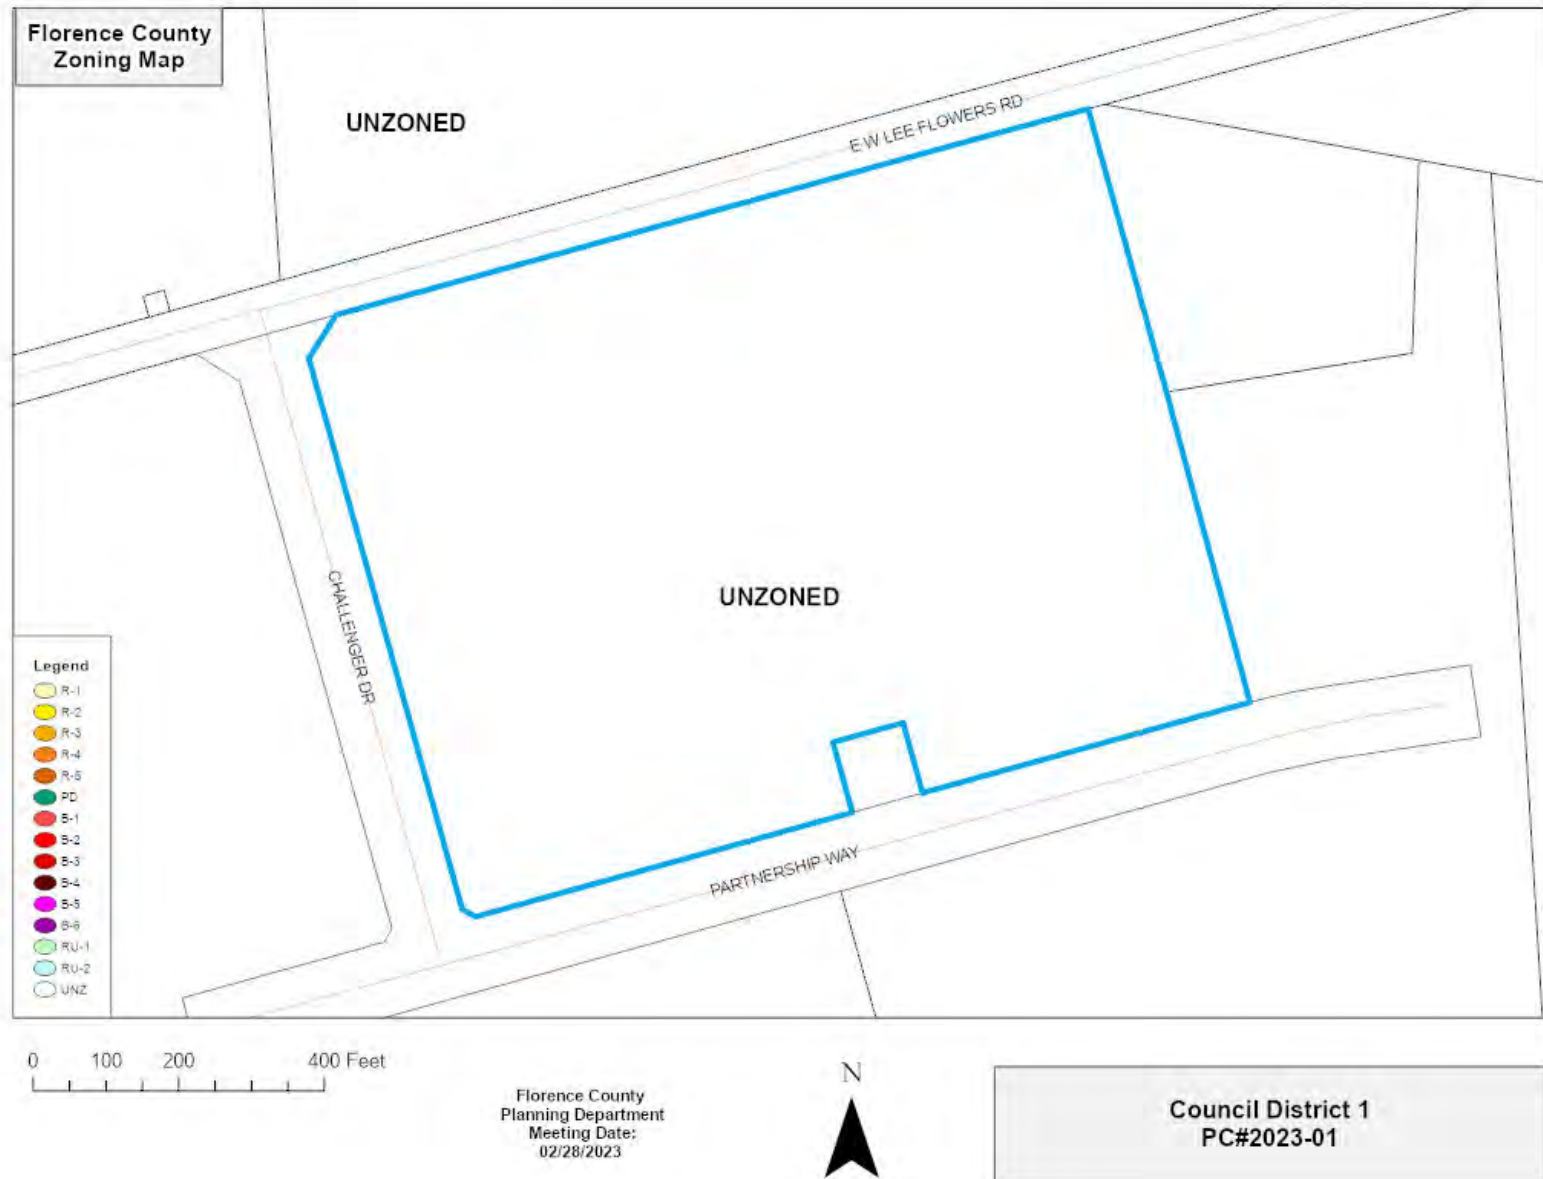 Florence County
Zoning Map
UNZONED
E W LEE FLOWERS RD
CHALLENGER DR
UNZONED
PARTNERSHIP WAY
Legend
R-1
R-2
R-3
R-4
R-5
PD
B-1
B-2
B-3
B-4
B-5
B-6
RU-1
RU-2
UNZ
0 100 200 400 Feet
Florence County
Planning Department
Meeting Date:
02/28/2023
N
Council District 1
PC#2023-01